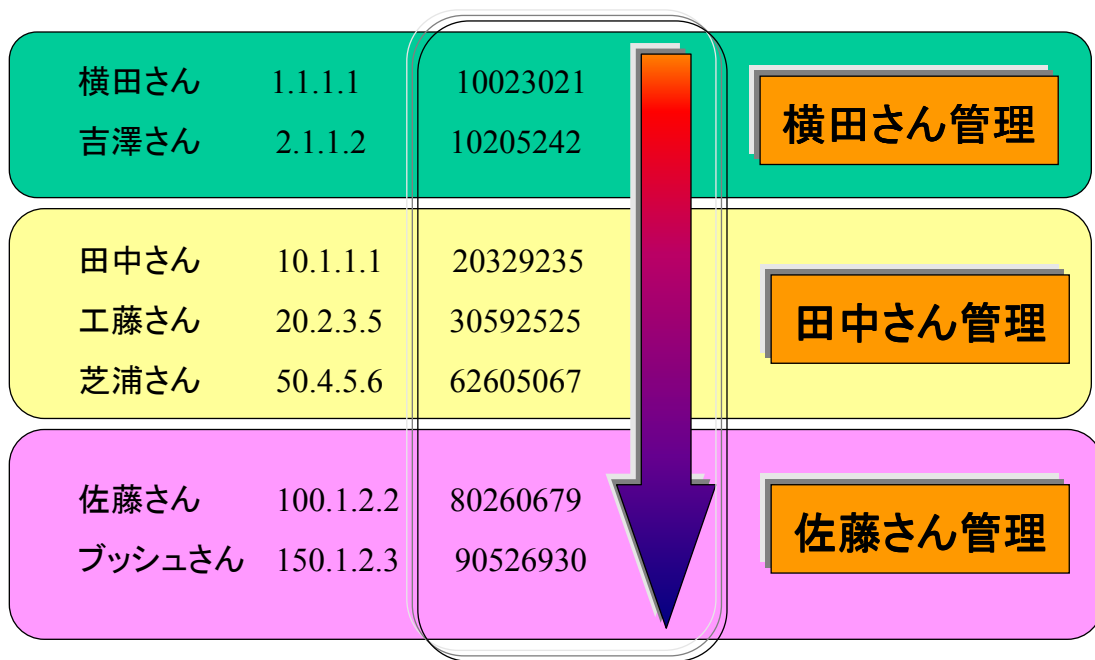 横田さん 1.1.1.1 10023021
吉澤さん 2.1.1.2 10205242
横田さん管理
田中さん 10.1.1.1 20329235
工藤さん 20.2.3.5 30592525
芝浦さん 50.4.5.6 62605067
田中さん管理
佐藤さん 100.1.2.2 80260679
ブッシュさん 150.1.2.3 90526930
佐藤さん管理